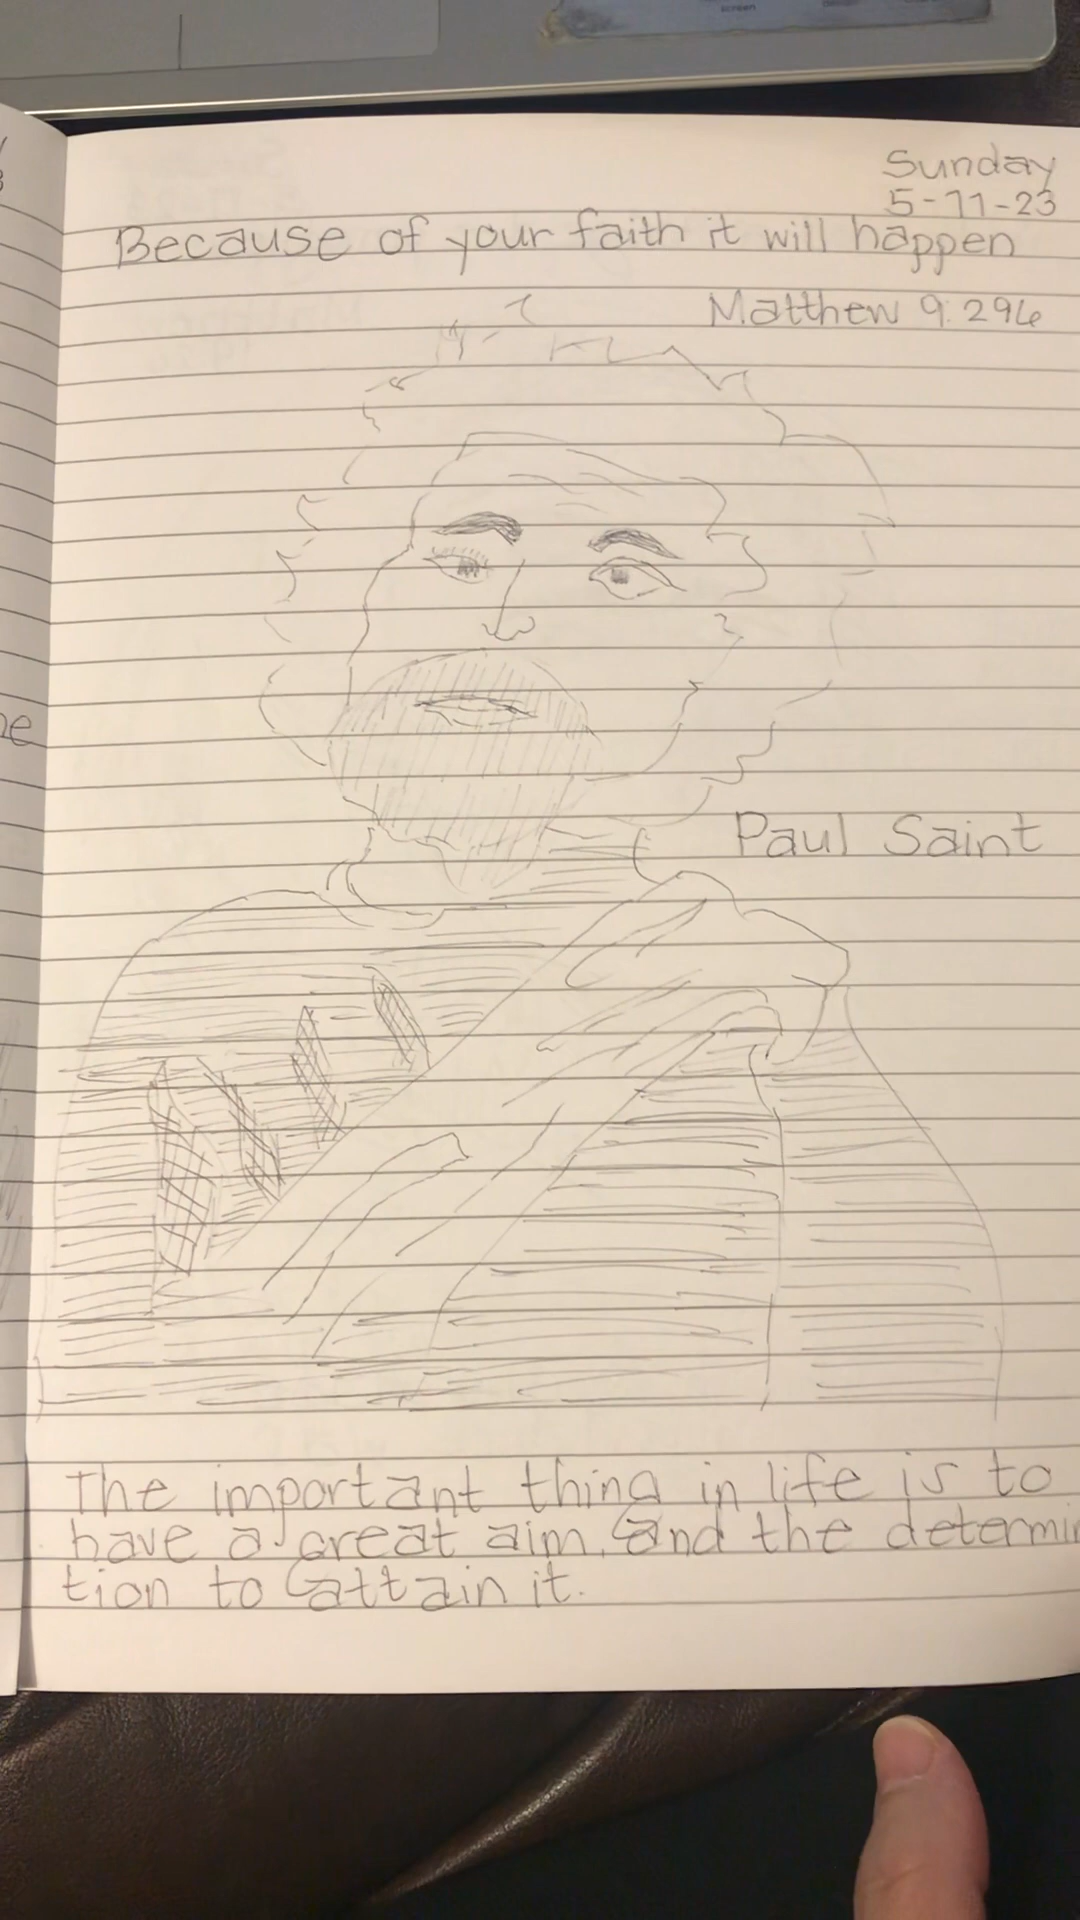 Sunday
5-11-23
Because of your faith it will happen
Matthew 9:296
Paul Saint
The important thing in life is to
have a great aim, and the determi
tion to attain it.